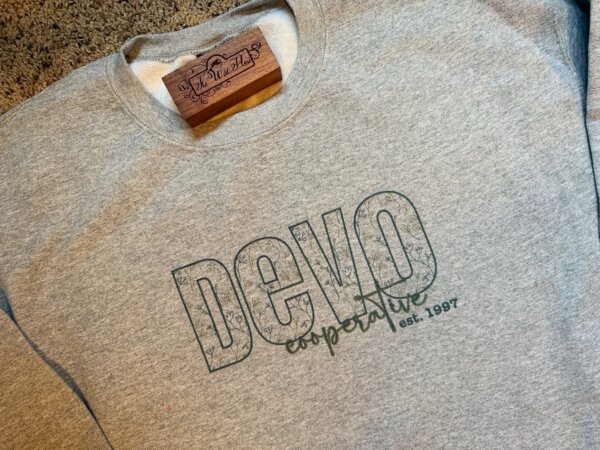 DeVo
cooperative
est. 1997